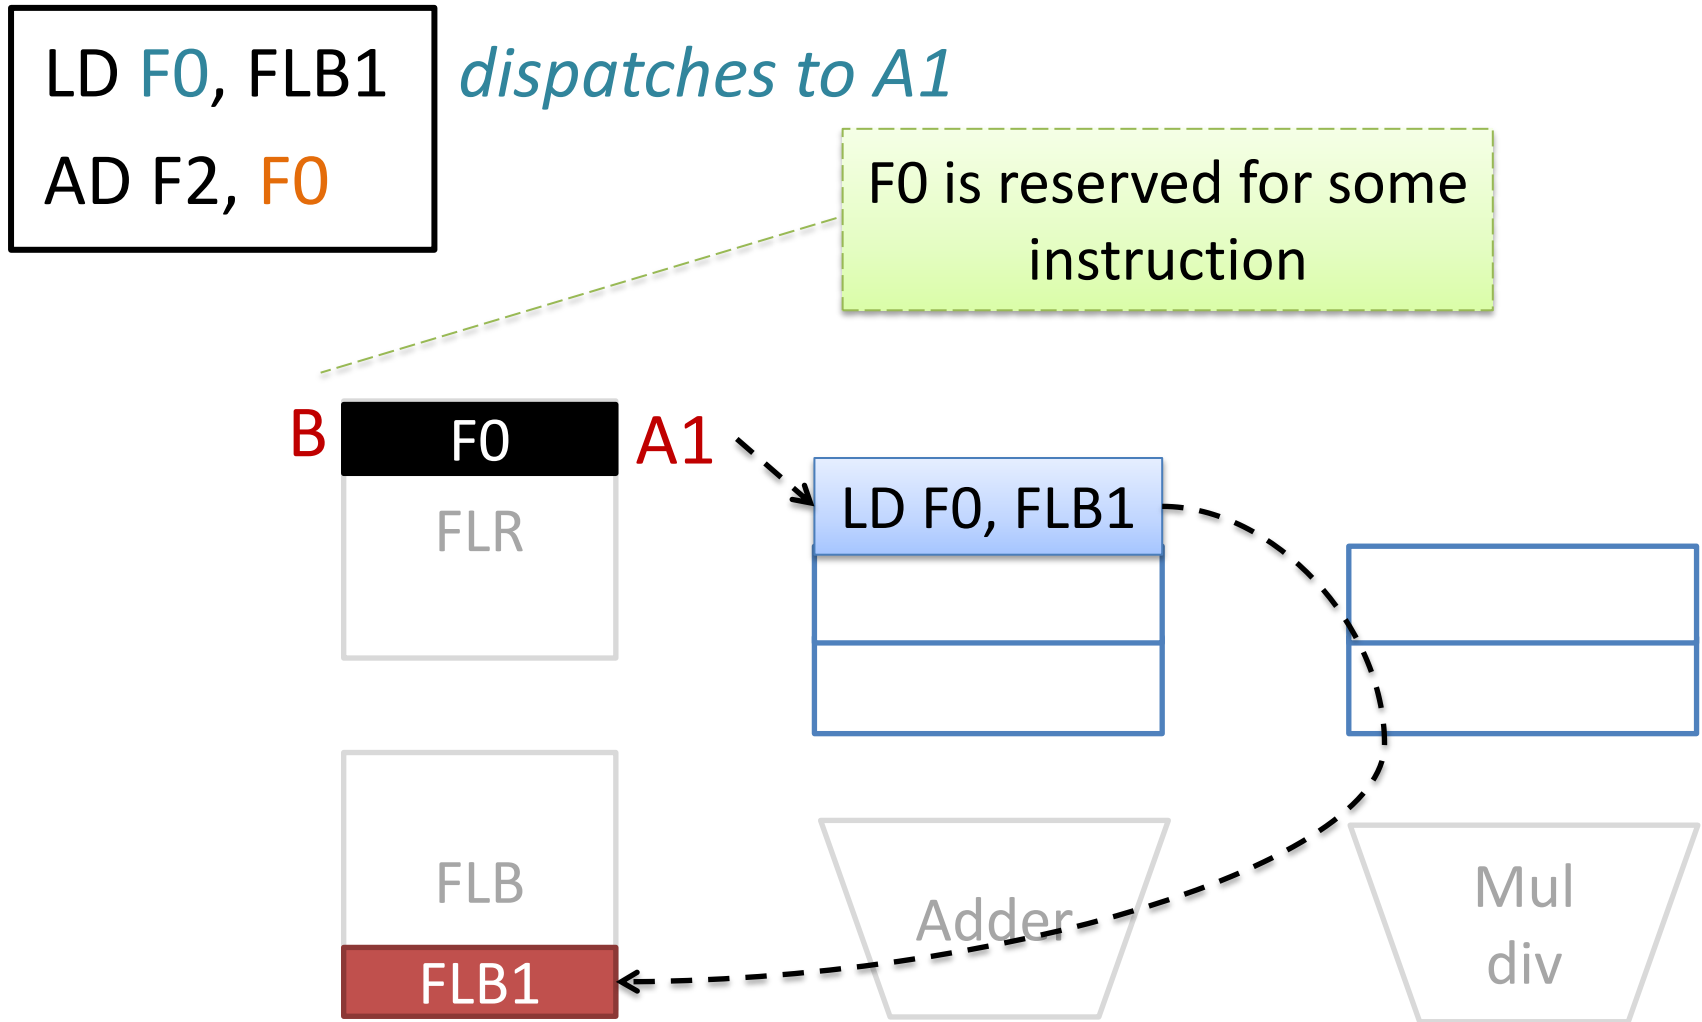 LD F0, FLB1
dispatches to A1
AD F2, F0
F0 is reserved for some
instruction
B
F0
A1
LD F0, FLB1
FLR
FLB
Adder
Mul
div
FLB1